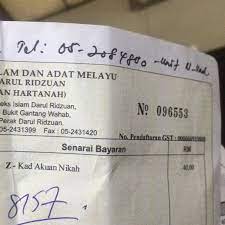 Tel: 05-2084800 -
LAM DAN ADAT MELAYU
DARUL RIDZUAN
AN HARTANAH)
eks Islam Darul Ridzuan,
Bukit Gantang Wahab,
Perak Darul Ridzuan.
05-2431399 Fax : 05-2431420
Nº 096553
No. Pendaftaran GST :
Senarai Bayaran RM
Z - Kad Akuan Nikah 40.00
8157